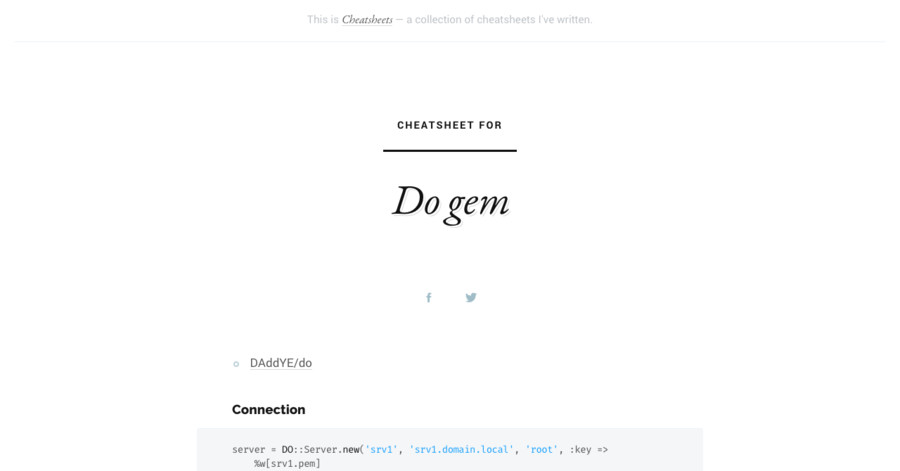 This is Cheatsheets — a collection of cheatsheets I've written.
CHEATSHEET FOR
Do gem
DAddYE/do
Connection
server = DO::Server.new('srv1', 'srv1.domain.local', 'root', :key =>
%w[srv1.pem]